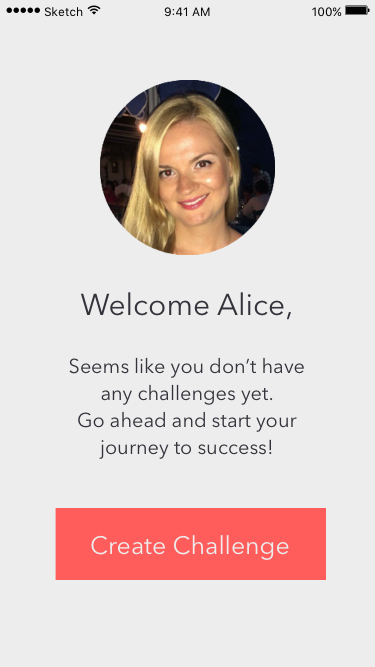 Sketch 9:41 AM 100%
Welcome Alice,
Seems like you don’t have
any challenges yet.
Go ahead and start your
journey to success!
Create Challenge